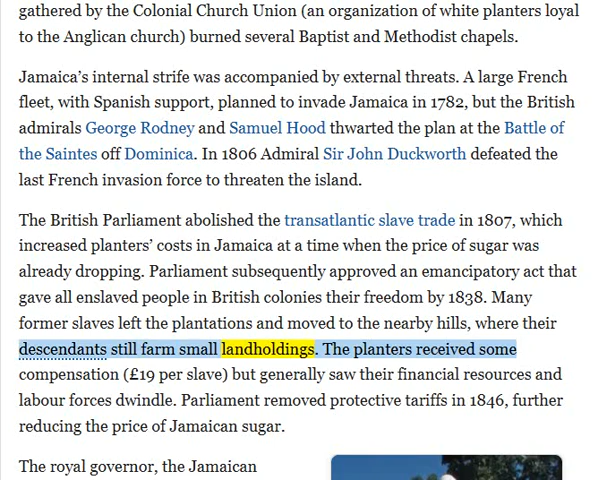 gathered by the Colonial Church Union (an organization of white planters loyal
to the Anglican church) burned several Baptist and Methodist chapels.
Jamaica’s internal strife was accompanied by external threats. A large French
fleet, with Spanish support, planned to invade Jamaica in 1782, but the British
admirals George Rodney and Samuel Hood thwarted the plan at the Battle of
the Saintes off Dominica. In 1806 Admiral Sir John Duckworth defeated the
last French invasion force to threaten the island.
The British Parliament abolished the transatlantic slave trade in 1807, which
increased planters’ costs in Jamaica at a time when the price of sugar was
already dropping. Parliament subsequently approved an emancipatory act that
gave all enslaved people in British colonies their freedom by 1838. Many
former slaves left the plantations and moved to the nearby hills, where their
descendants still farm small landholdings. The planters received some
compensation (£19 per slave) but generally saw their financial resources and
labour forces dwindle. Parliament removed protective tariffs in 1846, further
reducing the price of Jamaican sugar.
The royal governor, the Jamaican